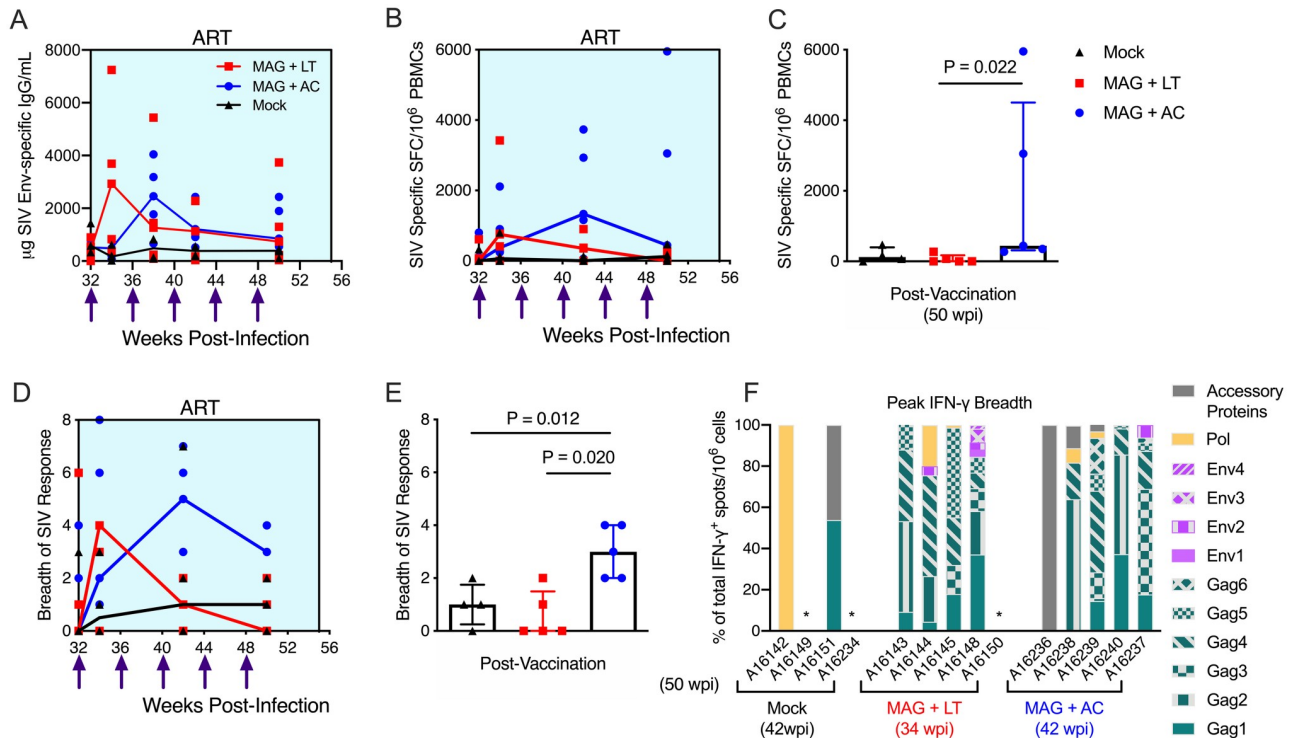 A
ART
8000
6000
4000
2000
0
µg SIV Env-specific IgG/mL
MAG + LT
MAG + AC
Mock
32 36 40 44 48 52 56
Weeks Post-Infection
B
ART
6000
4000
2000
0
SIV Specific SFC/10⁶ PBMCs
32 36 40 44 48 52 56
Weeks Post-Infection
C
6000
4000
2000
0
SIV Specific SFC/10⁶ PBMCs
P = 0.022
Mock
MAG + LT
MAG + AC
Post-Vaccination
(50 wpi)
D
ART
8
6
4
2
0
Breadth of SIV Response
32 36 40 44 48 55 56
Weeks Post-Infection
E
8
6
4
2
0
Breadth of SIV Response
P = 0.012
P = 0.020
Post-Vaccination
(50 wpi)
F
Peak IFN-γ Breadth
100
80
60
40
20
0
% of total IFN-γ⁺ spots/10⁶ cells
* * *
A16142 A16149 A16151 A16234 A16143 A16144 A16145 A16148 A16150 A16236 A16238 A16239 A16240 A16237
Mock
(42wpi)
MAG + LT
(34 wpi)
MAG + AC
(42 wpi)
Accessory
Proteins
Pol
Env4
Env3
Env2
Env1
Gag6
Gag5
Gag4
Gag3
Gag2
Gag1